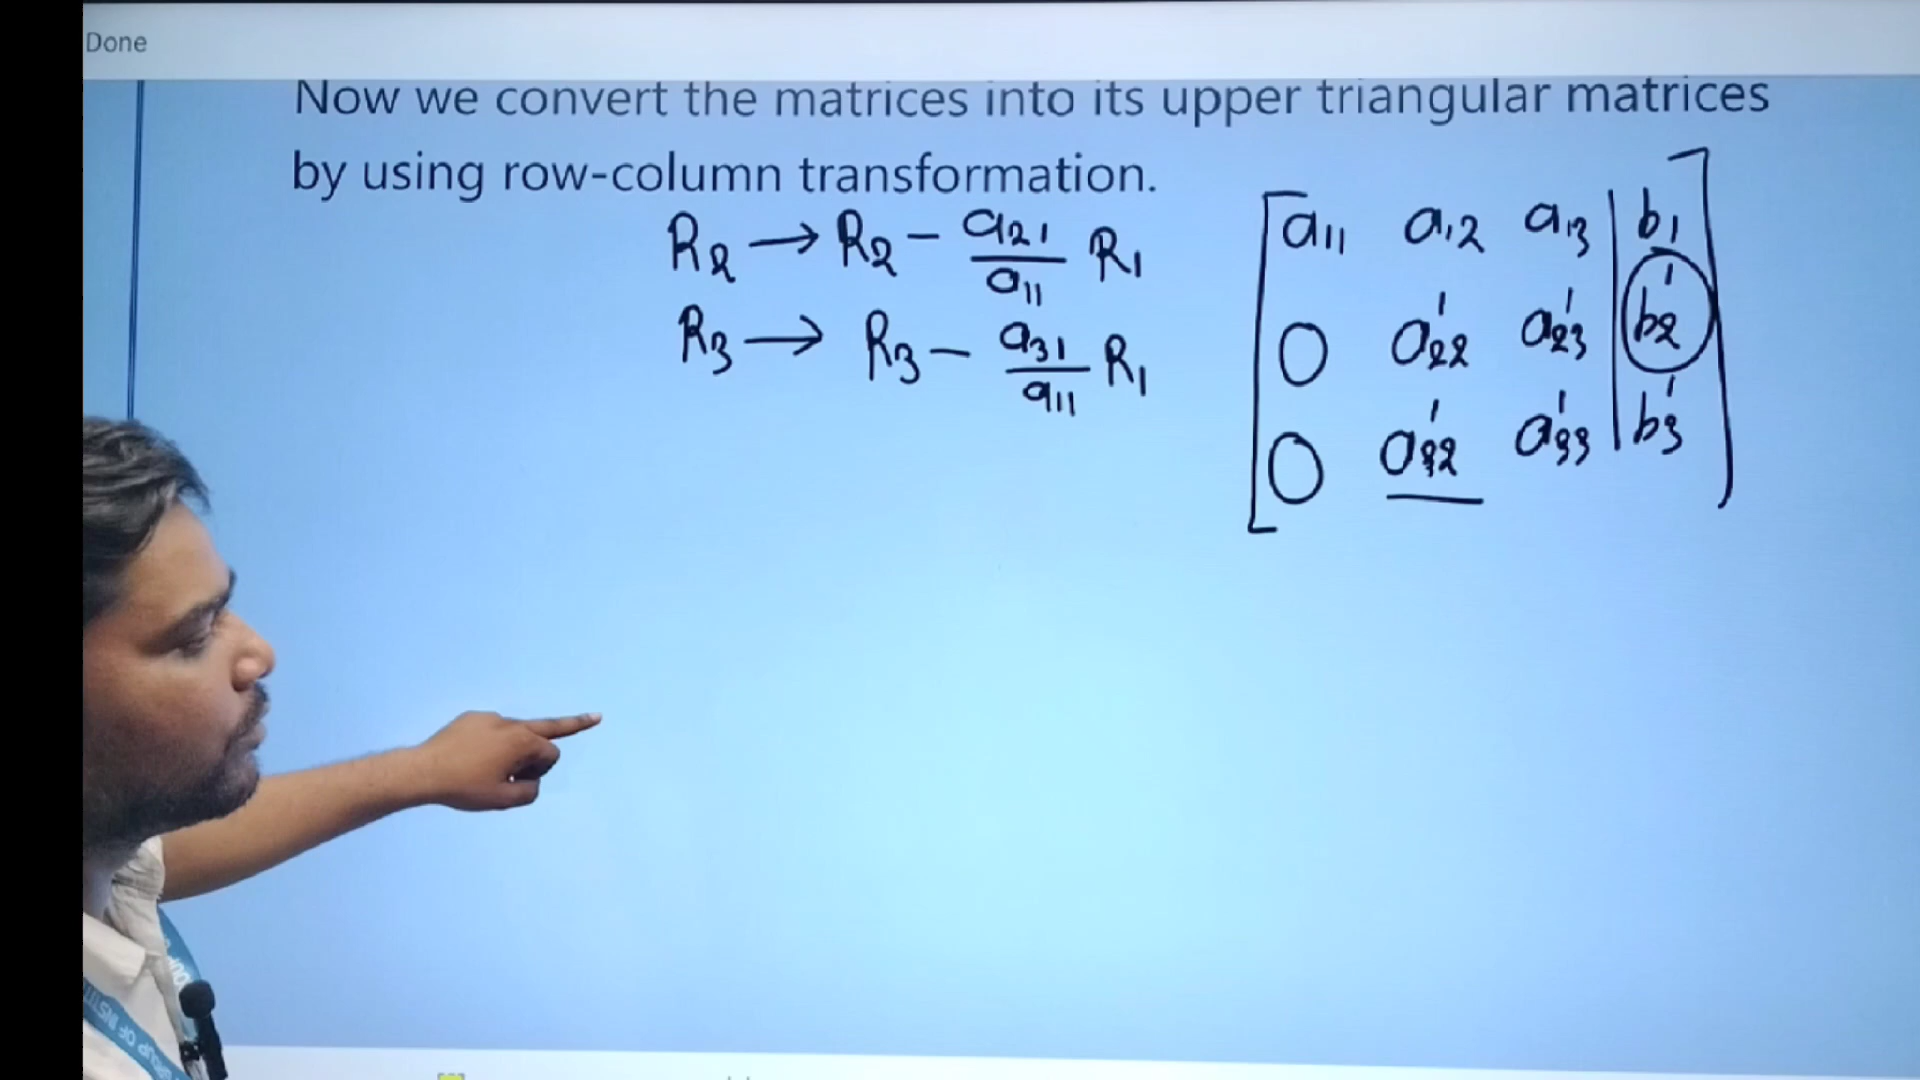 Done
Now we convert the matrices into its upper triangular matrices
by using row-column transformation.
R2 → R2 - a21/a11 R1
R3 → R3 - a31/a11 R1
a11 a12 a13 | b1
0 a'22 a'23 | b'2
0 a'32 a'33 | b'3
OF INSTIT